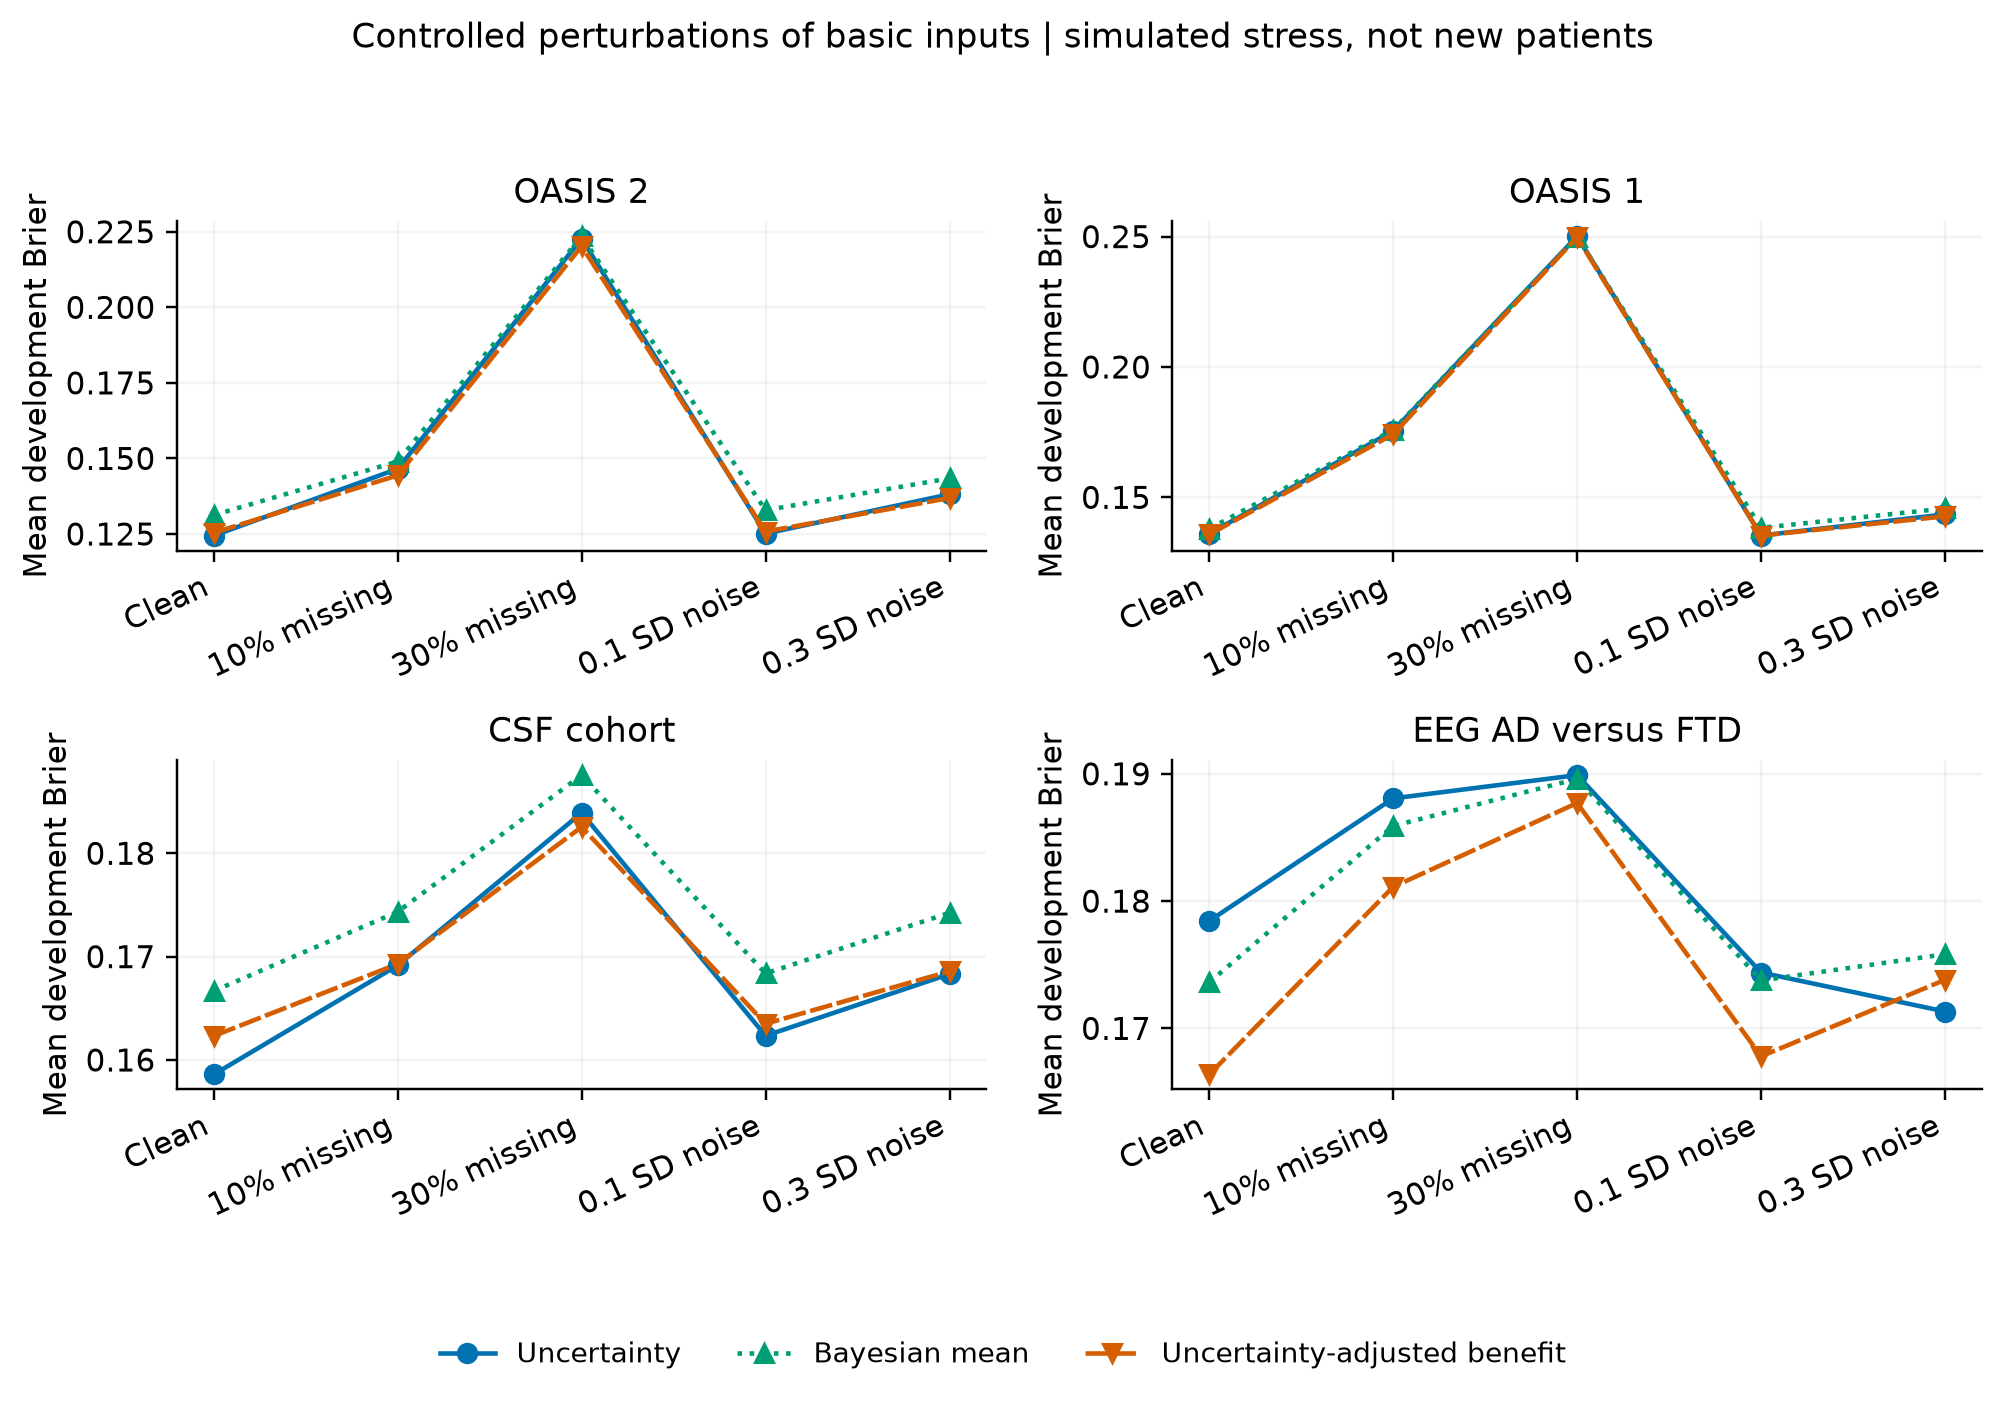 Controlled perturbations of basic inputs | simulated stress, not new patients
OASIS 2
Mean development Brier
0.225
0.200
0.175
0.150
0.125
Clean
10% missing
30% missing
0.1 SD noise
0.3 SD noise
OASIS 1
Mean development Brier
0.25
0.20
0.15
Clean
10% missing
30% missing
0.1 SD noise
0.3 SD noise
CSF cohort
Mean development Brier
0.18
0.17
0.16
Clean
10% missing
30% missing
0.1 SD noise
0.3 SD noise
EEG AD versus FTD
Mean development Brier
0.19
0.18
0.17
Clean
10% missing
30% missing
0.1 SD noise
0.3 SD noise
Uncertainty
Bayesian mean
Uncertainty-adjusted benefit